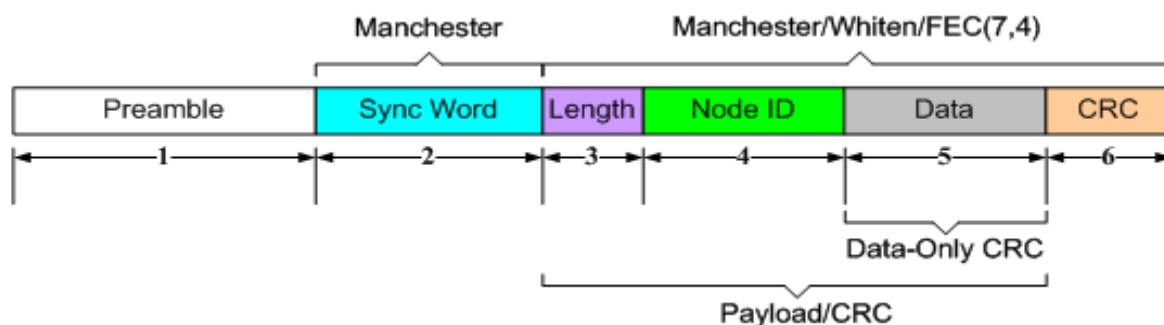 Manchester
Manchester/Whiten/FEC(7,4)
Preamble
Sync Word
Length
Node ID
Data
CRC
1
2
3
4
5
6
Data-Only CRC
Payload/CRC